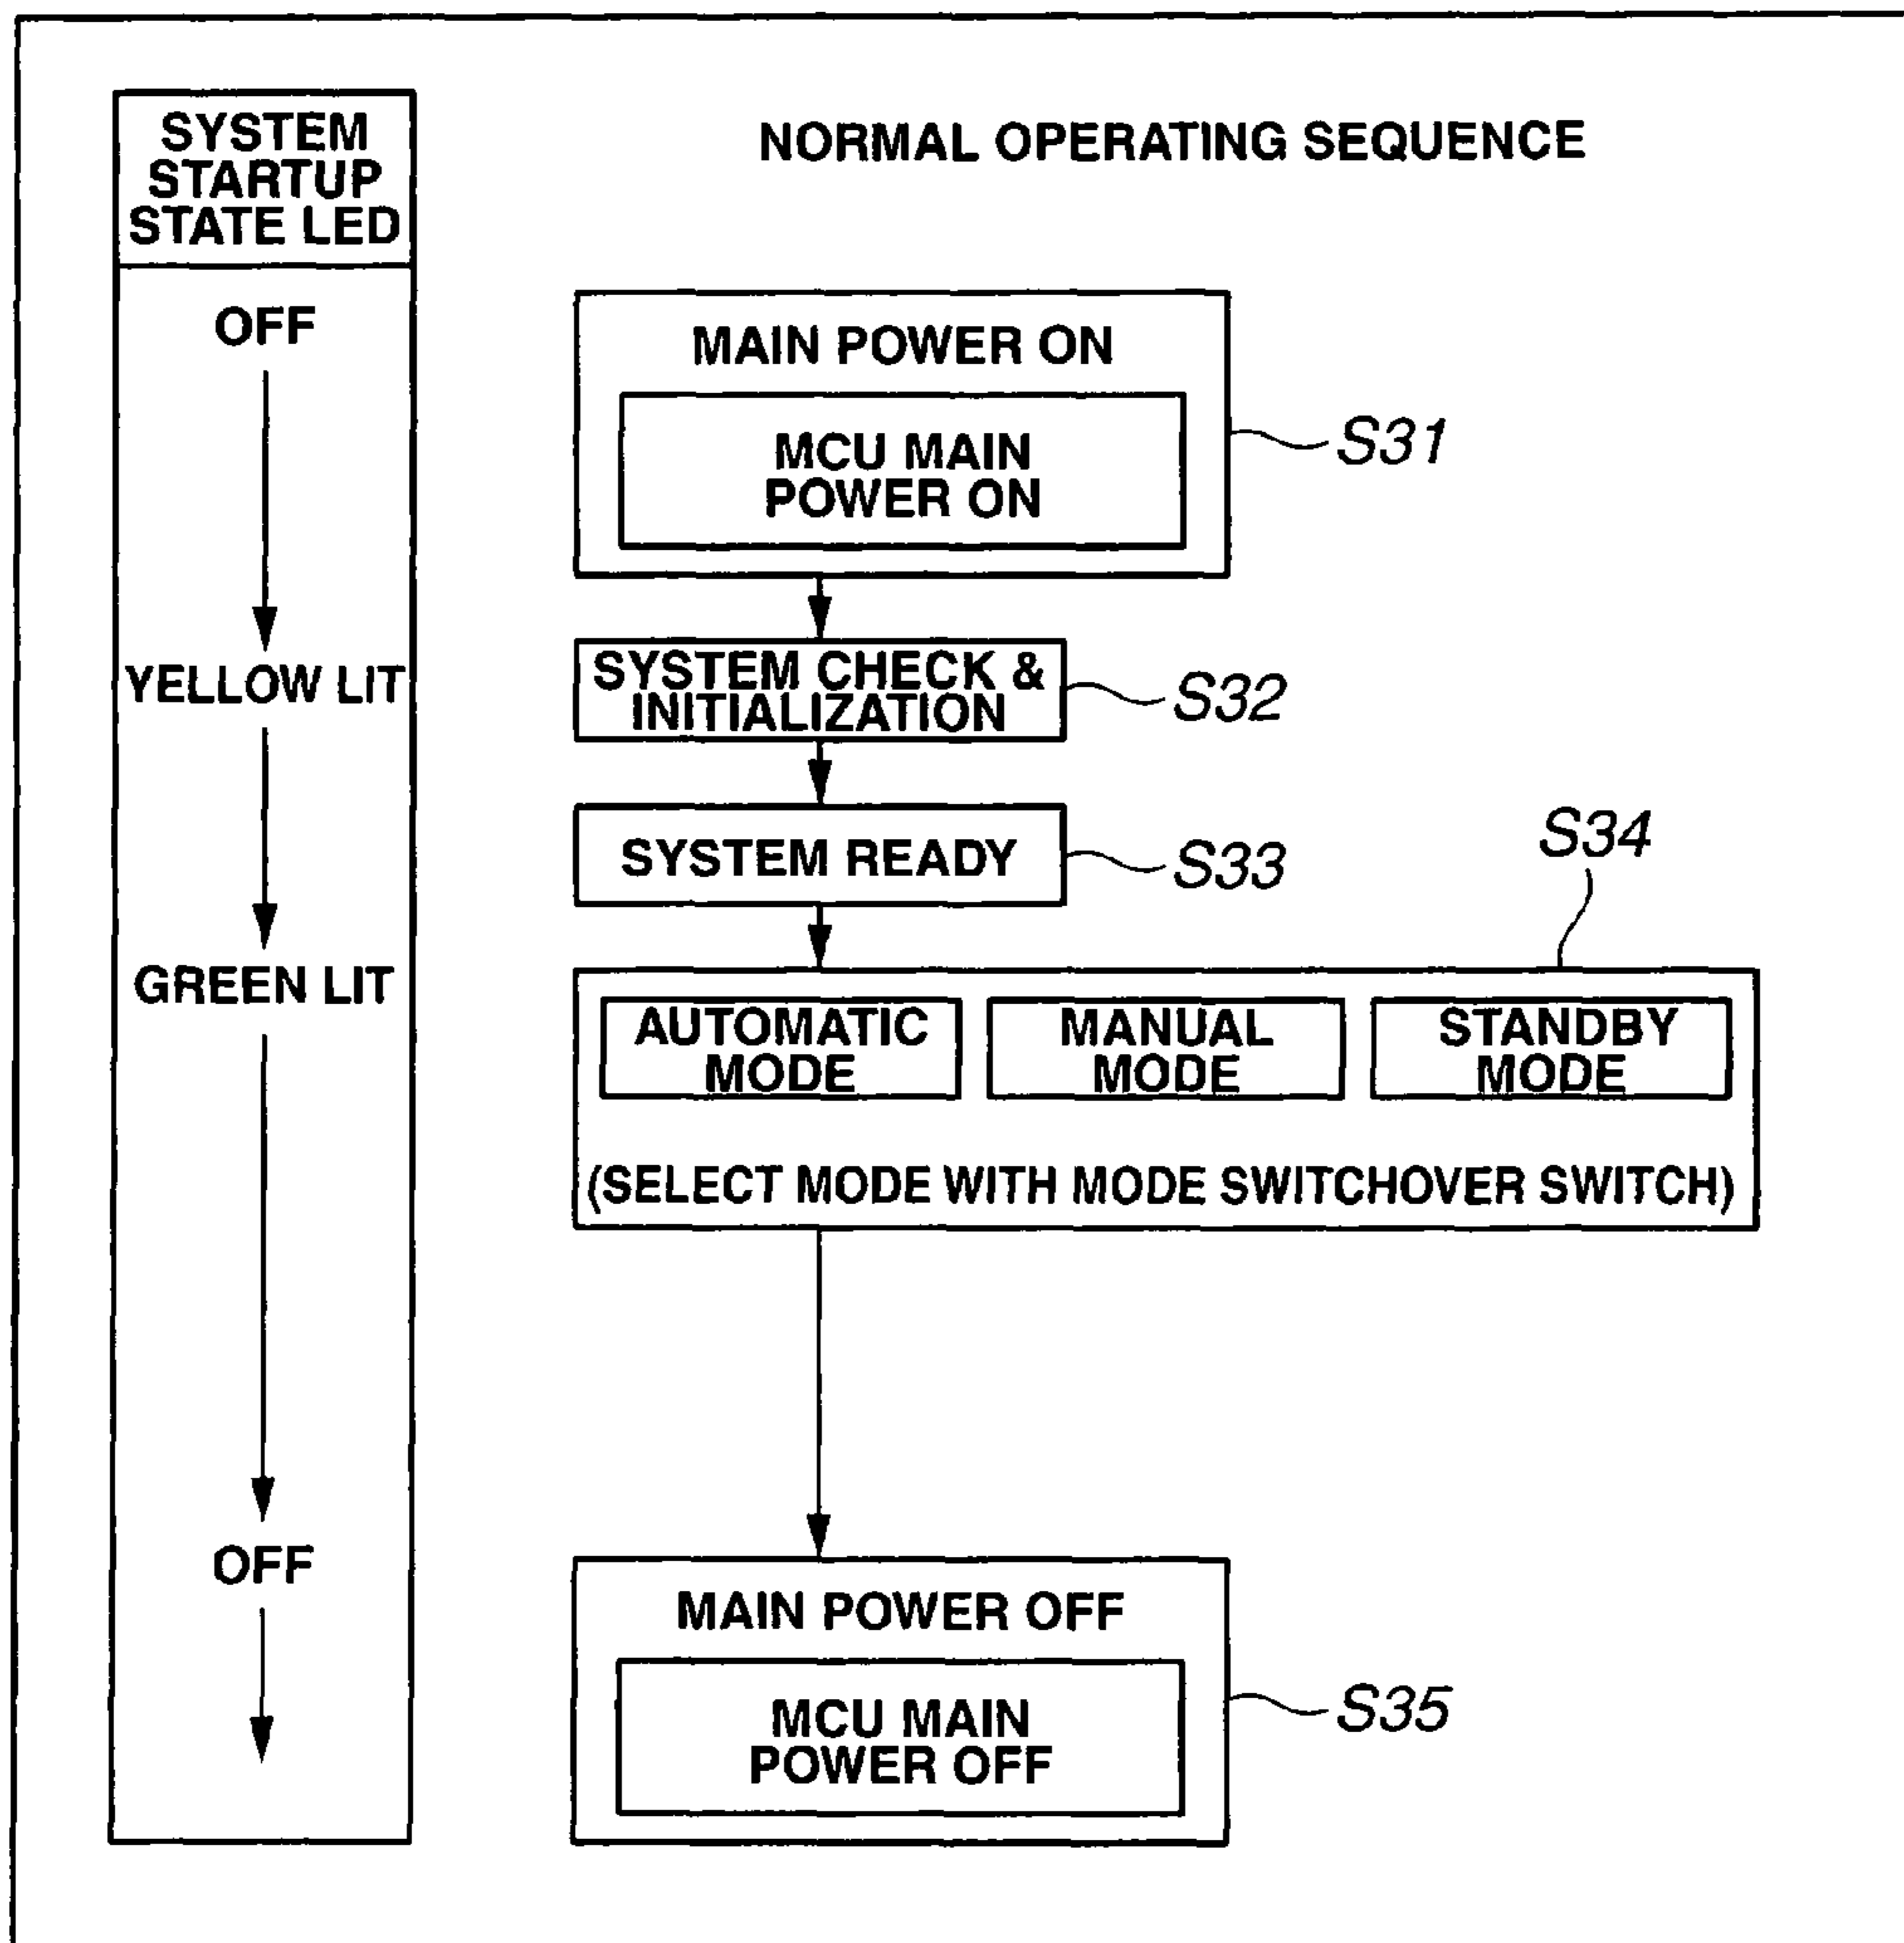 SYSTEM
STARTUP
STATE LED
OFF
YELLOW LIT
GREEN LIT
OFF
NORMAL OPERATING SEQUENCE
MAIN POWER ON
MCU MAIN
POWER ON
S31
SYSTEM CHECK &
INITIALIZATION
S32
SYSTEM READY
S33
S34
AUTOMATIC
MODE
MANUAL
MODE
STANDBY
MODE
(SELECT MODE WITH MODE SWITCHOVER SWITCH)
MAIN POWER OFF
MCU MAIN
POWER OFF
S35